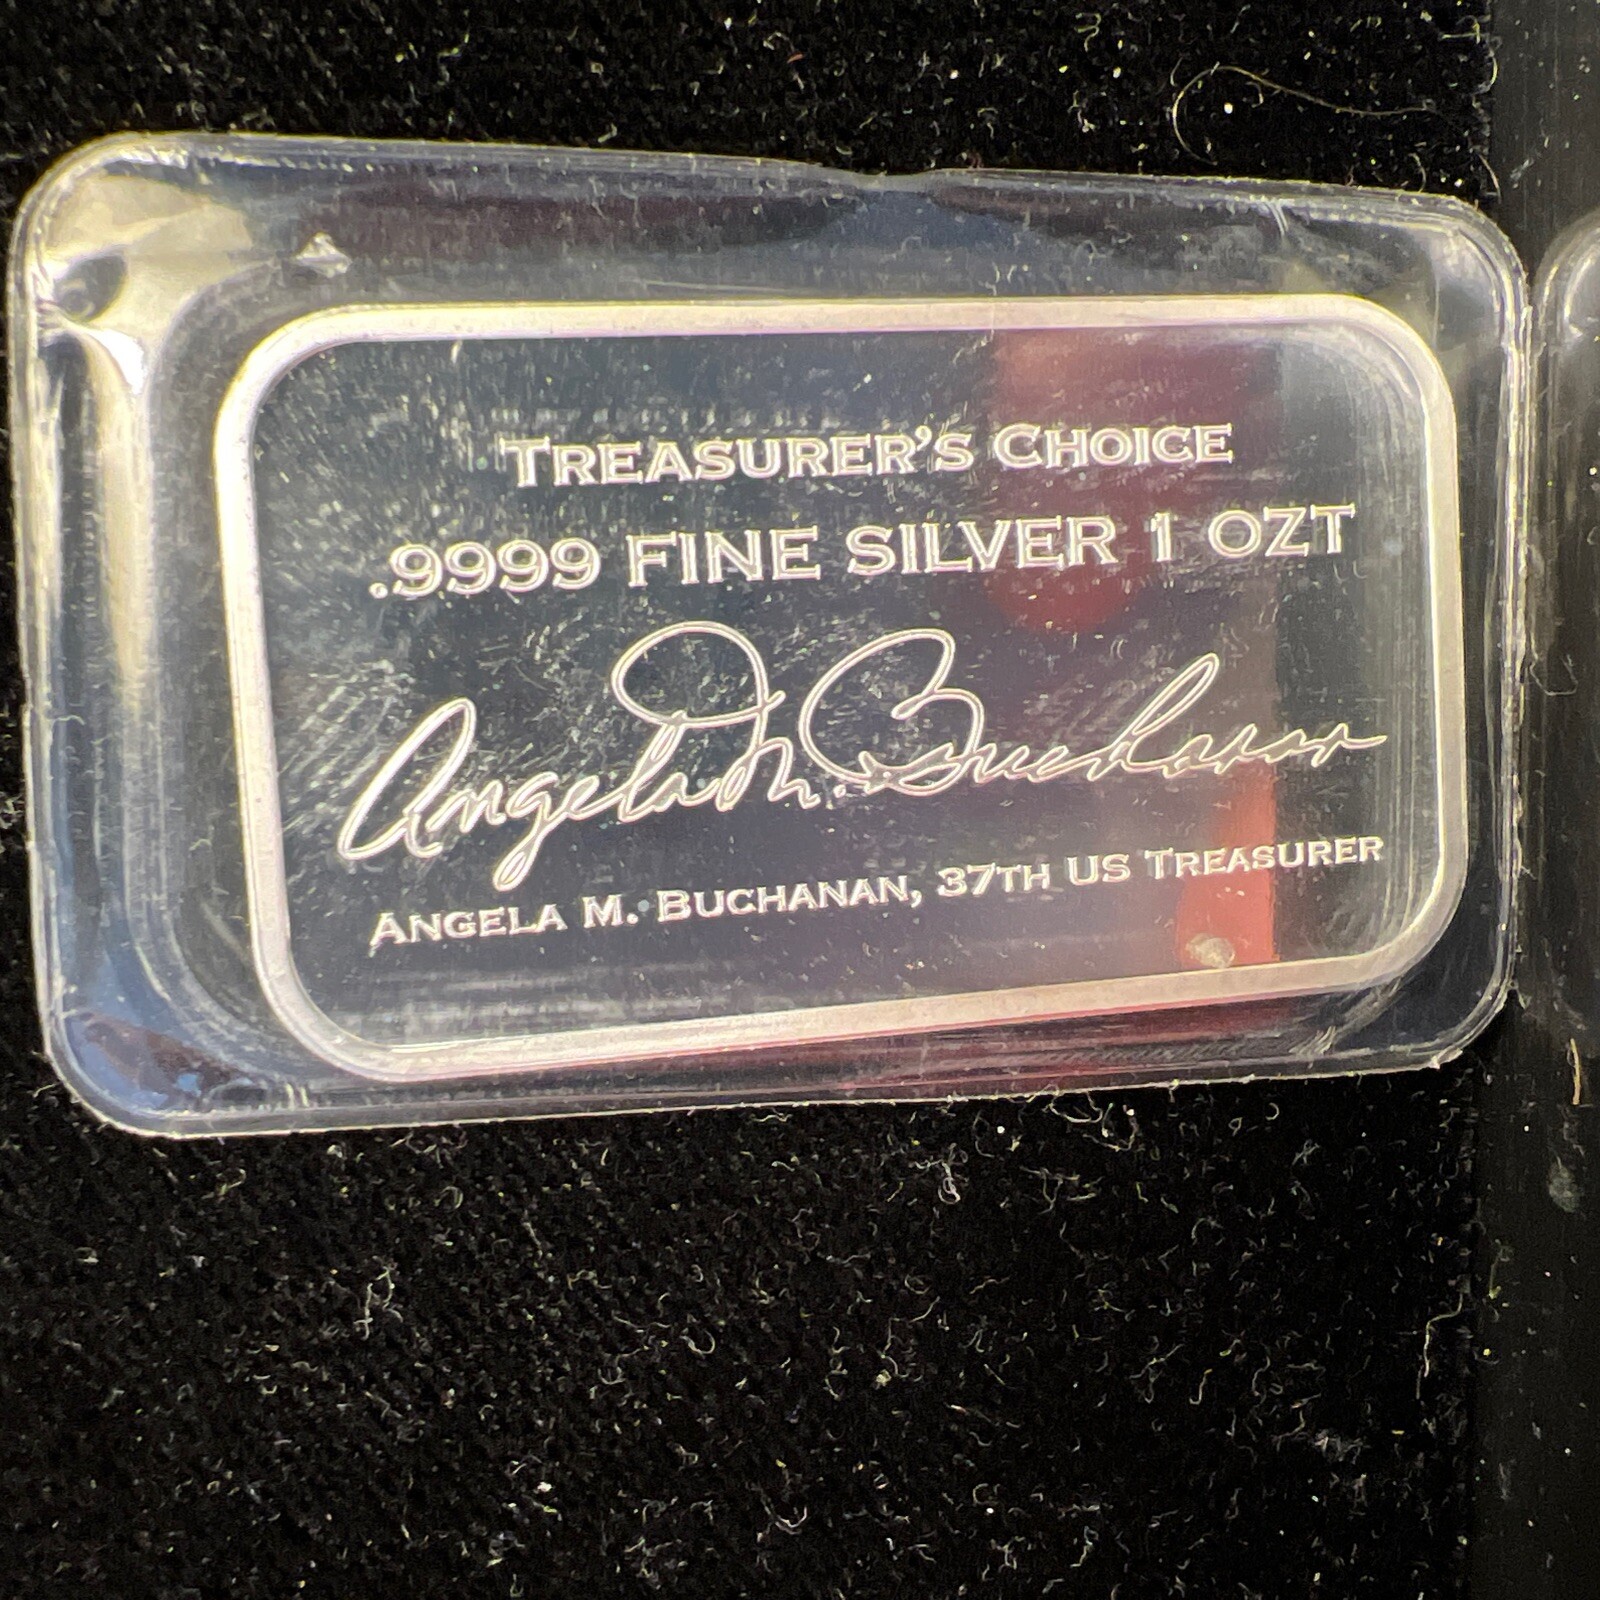 Treasurer's Choice
.9999 FINE SILVER 1 OZT
Angela M. Buchanan
Angela M. Buchanan, 37th US Treasurer